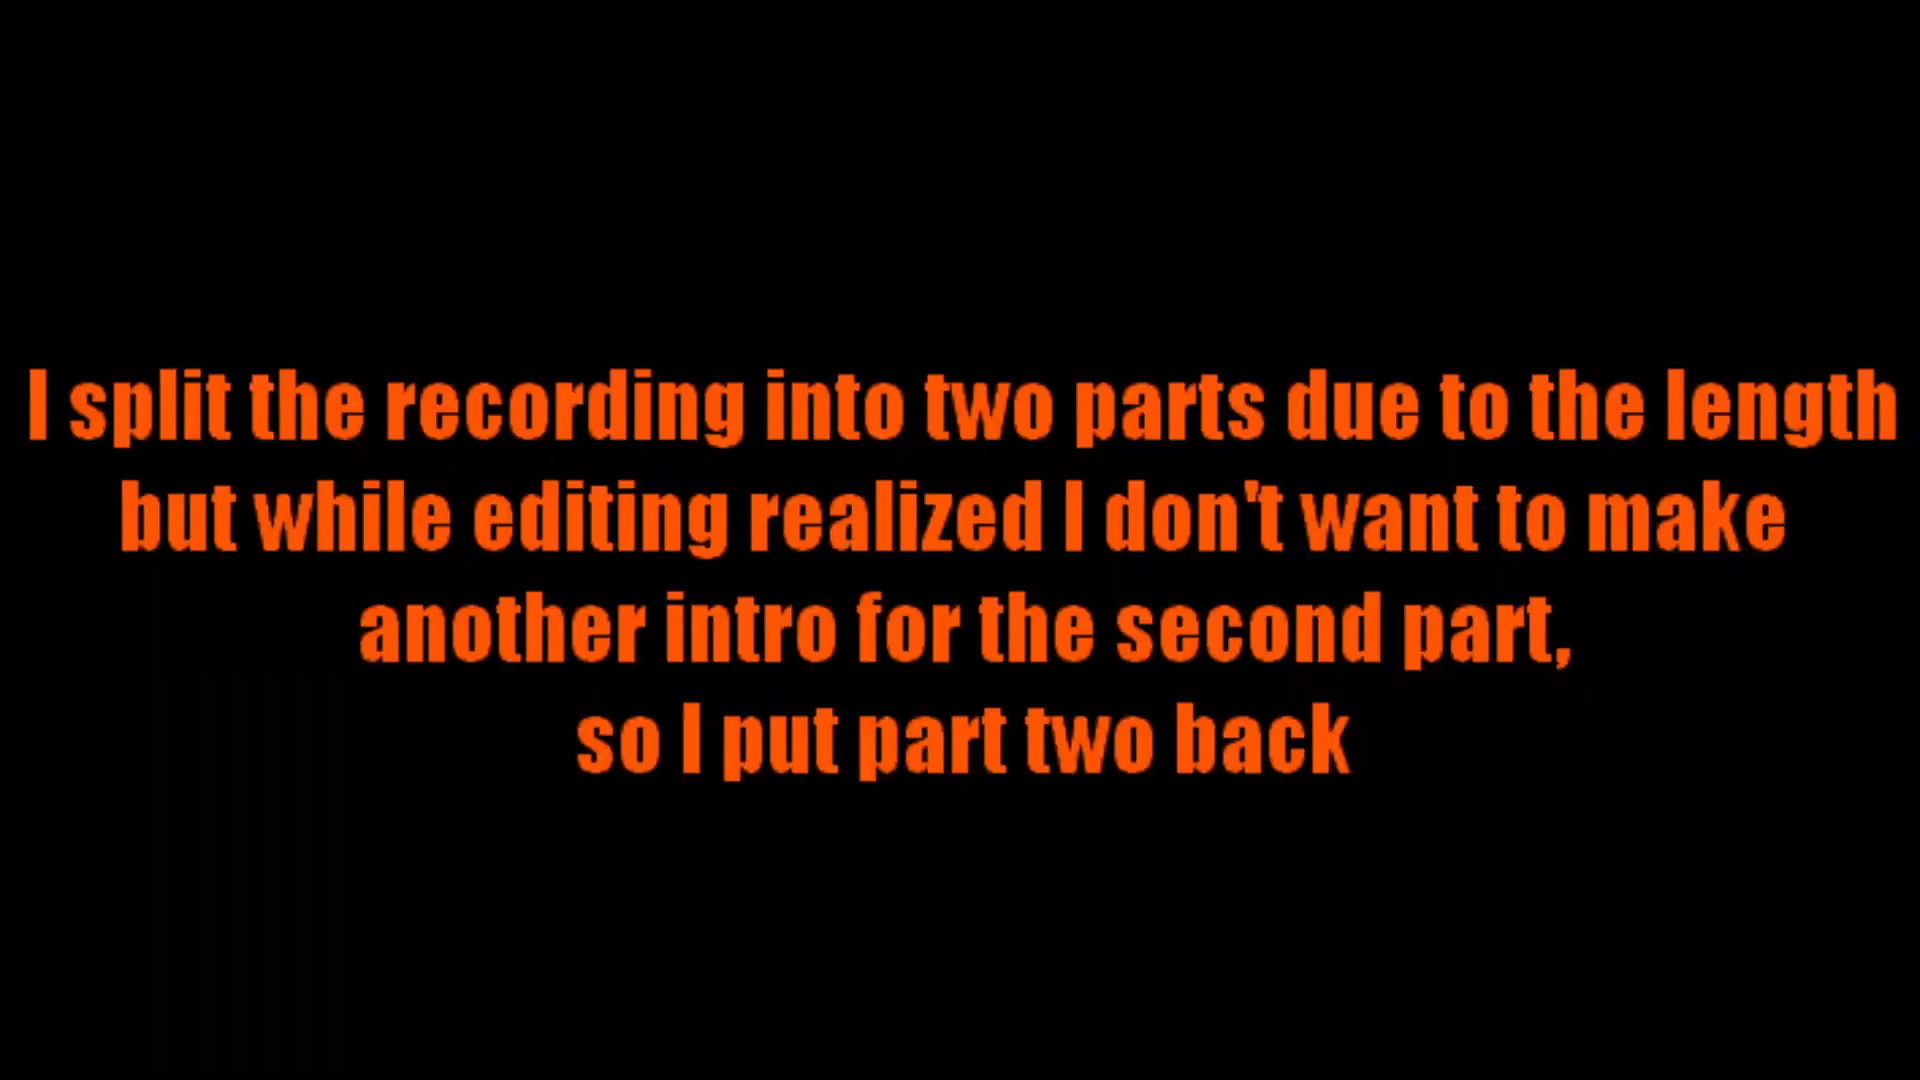 I split the recording into two parts due to the length
but while editing realized I don't want to make
another intro for the second part,
so I put part two back